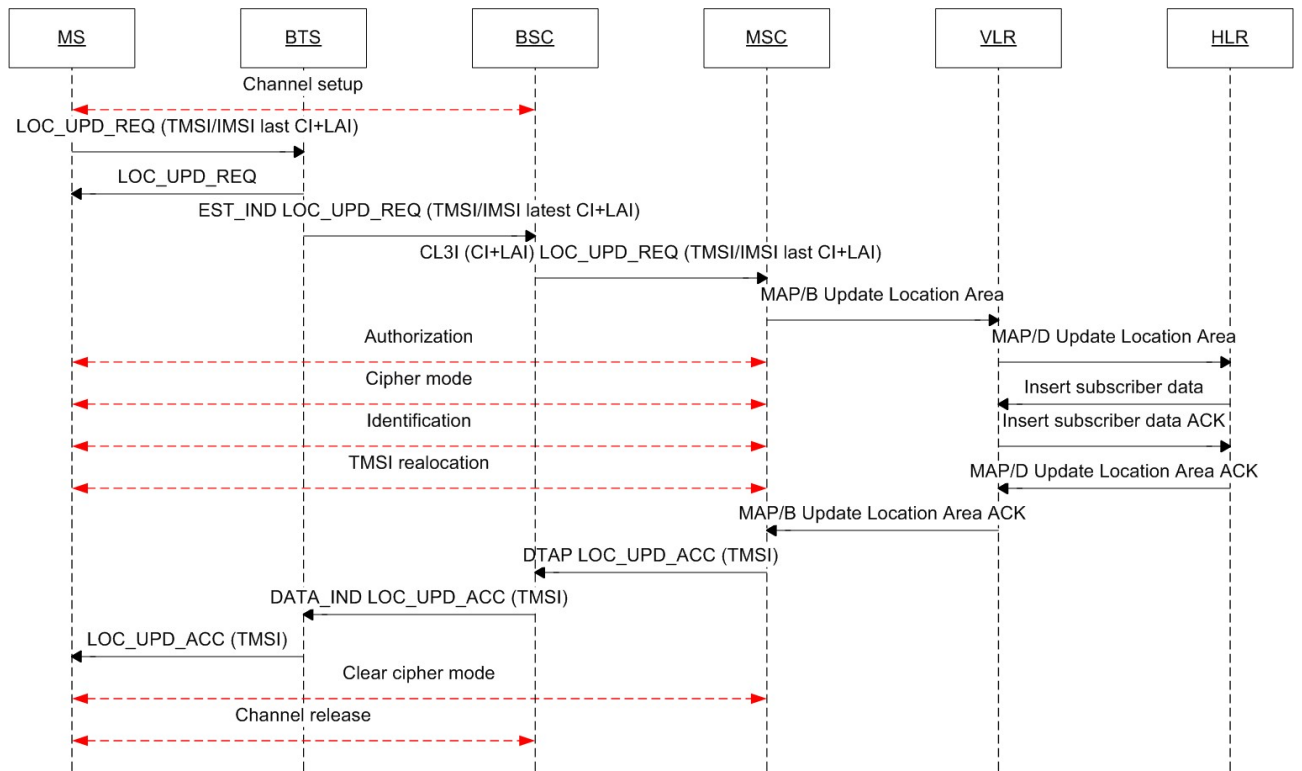 MS BTS BSC MSC VLR HLR
Channel setup
LOC_UPD_REQ (TMSI/IMSI last CI+LAI)
LOC_UPD_REQ
EST_IND LOC_UPD_REQ (TMSI/IMSI latest CI+LAI)
CL3I (CI+LAI) LOC_UPD_REQ (TMSI/IMSI last CI+LAI)
MAP/B Update Location Area
Authorization MAP/D Update Location Area
Cipher mode Insert subscriber data
Identification Insert subscriber data ACK
TMSI realocation MAP/D Update Location Area ACK
MAP/B Update Location Area ACK
DTAP LOC_UPD_ACC (TMSI)
DATA_IND LOC_UPD_ACC (TMSI)
LOC_UPD_ACC (TMSI)
Clear cipher mode
Channel release